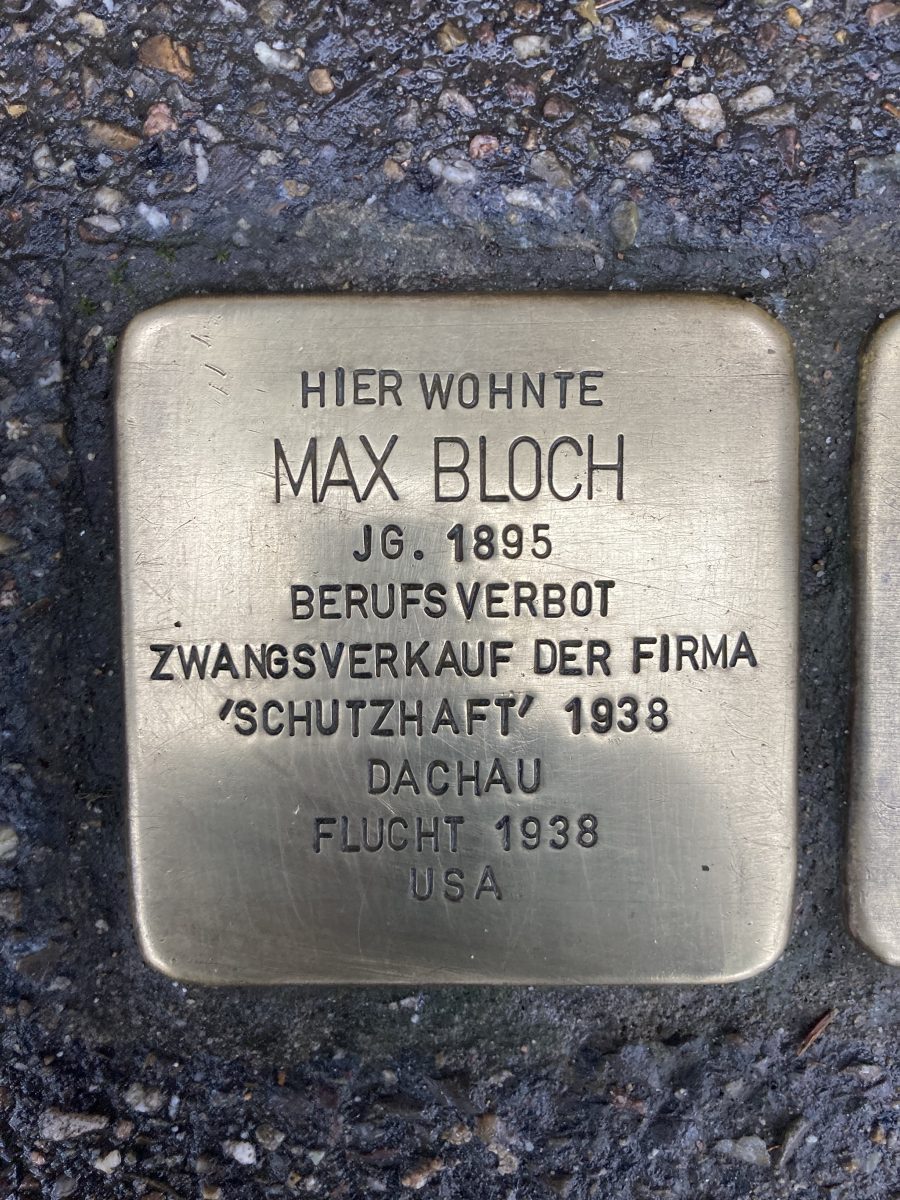 HIER WOHNTE
MAX BLOCH
JG. 1895
BERUFSVERBOT
ZWANGSVERKAUF DER FIRMA
'SCHUTZHAFT' 1938
DACHAU
FLUCHT 1938
USA